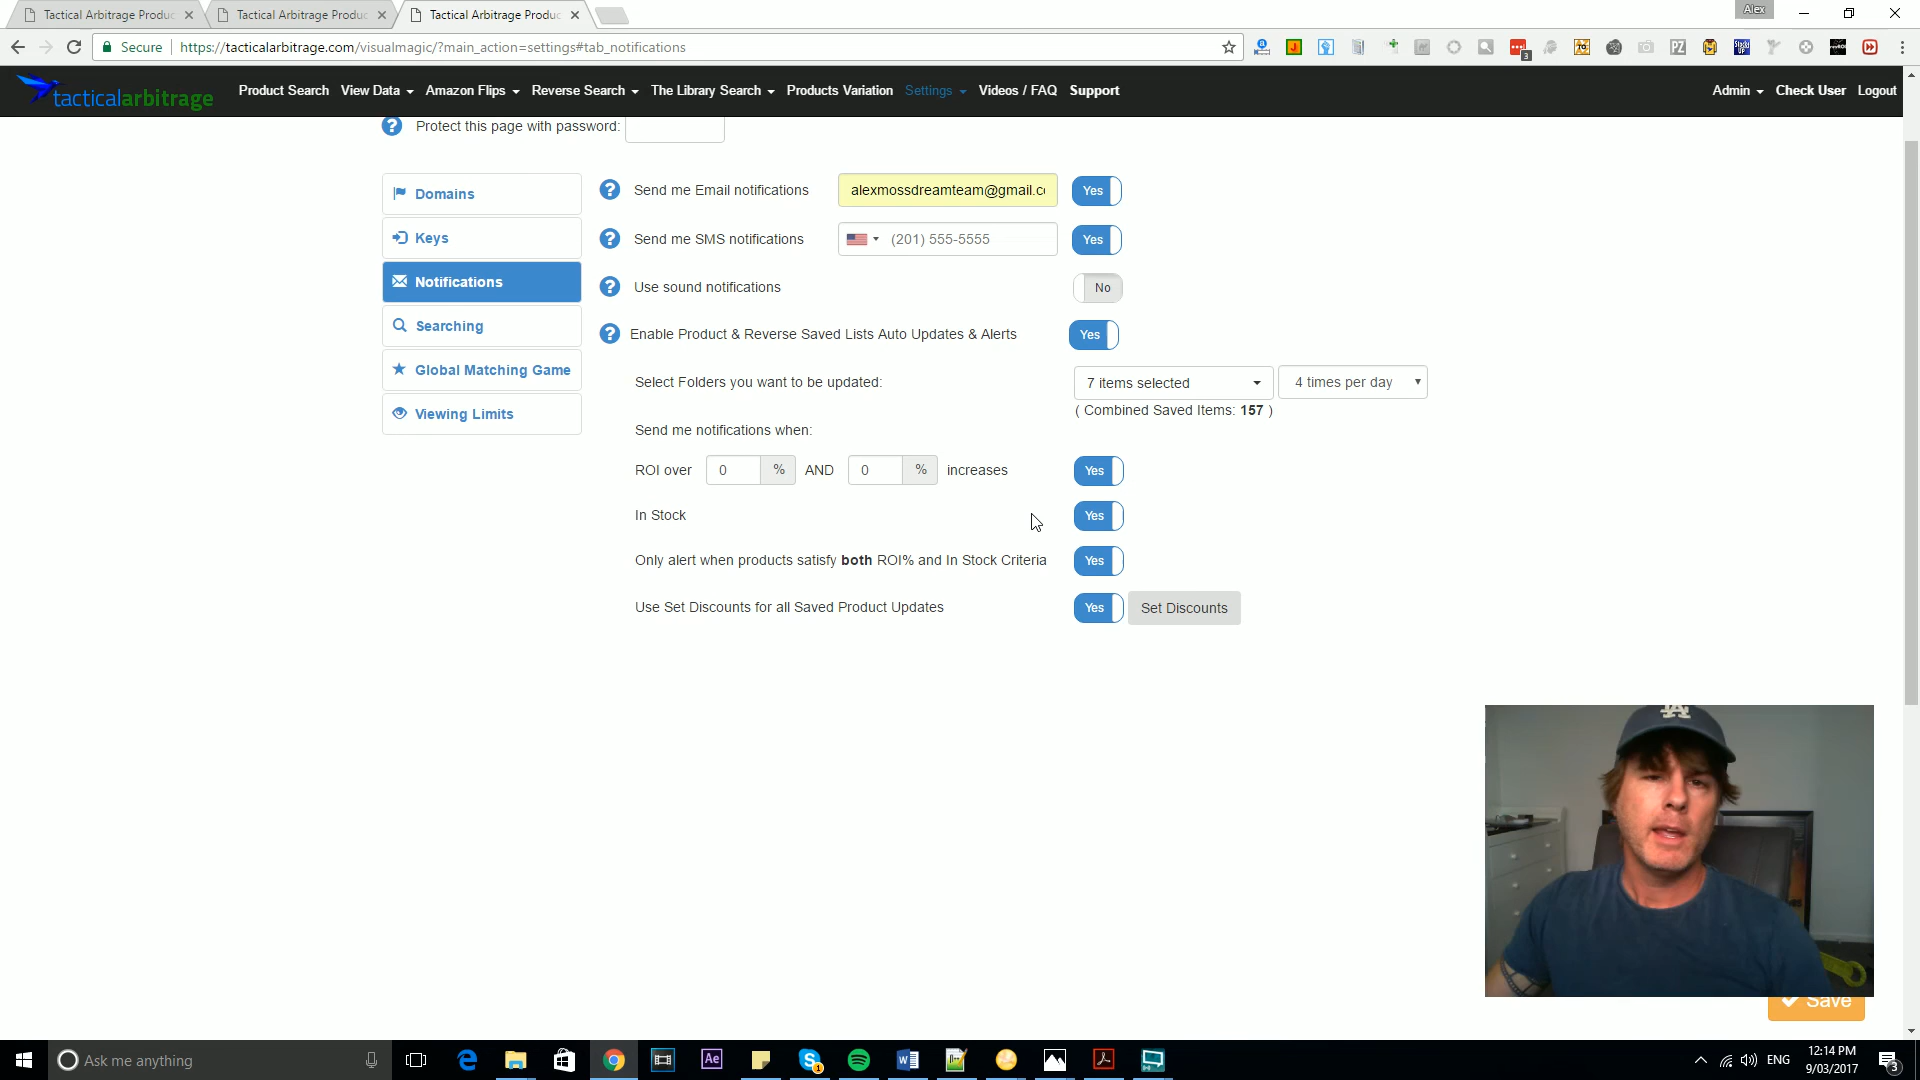 Tactical Arbitrage Produc
Tactical Arbitrage Produc
Tactical Arbitrage Produc
Alex
Secure
https://tacticalarbitrage.com/visualmagic/?main_action=settings#tab_notifications
tacticalarbitrage
Product Search
View Data
Amazon Flips
Reverse Search
The Library Search
Products Variation
Settings
Videos / FAQ
Support
Admin
Check User
Logout
Protect this page with password:
Domains
Keys
Notifications
Searching
Global Matching Game
Viewing Limits
Send me Email notifications
alexmossdreamteam@gmail.c
Yes
Send me SMS notifications
(201) 555-5555
Yes
Use sound notifications
No
Enable Product & Reverse Saved Lists Auto Updates & Alerts
Yes
Select Folders you want to be updated:
7 items selected
4 times per day
( Combined Saved Items: 157 )
Send me notifications when:
ROI over 0 % AND 0 % increases
Yes
In Stock
Yes
Only alert when products satisfy both ROI% and In Stock Criteria
Yes
Use Set Discounts for all Saved Product Updates
Yes
Set Discounts
LA
Save
Ask me anything
Ae
ENG
12:14 PM
9/03/2017
3